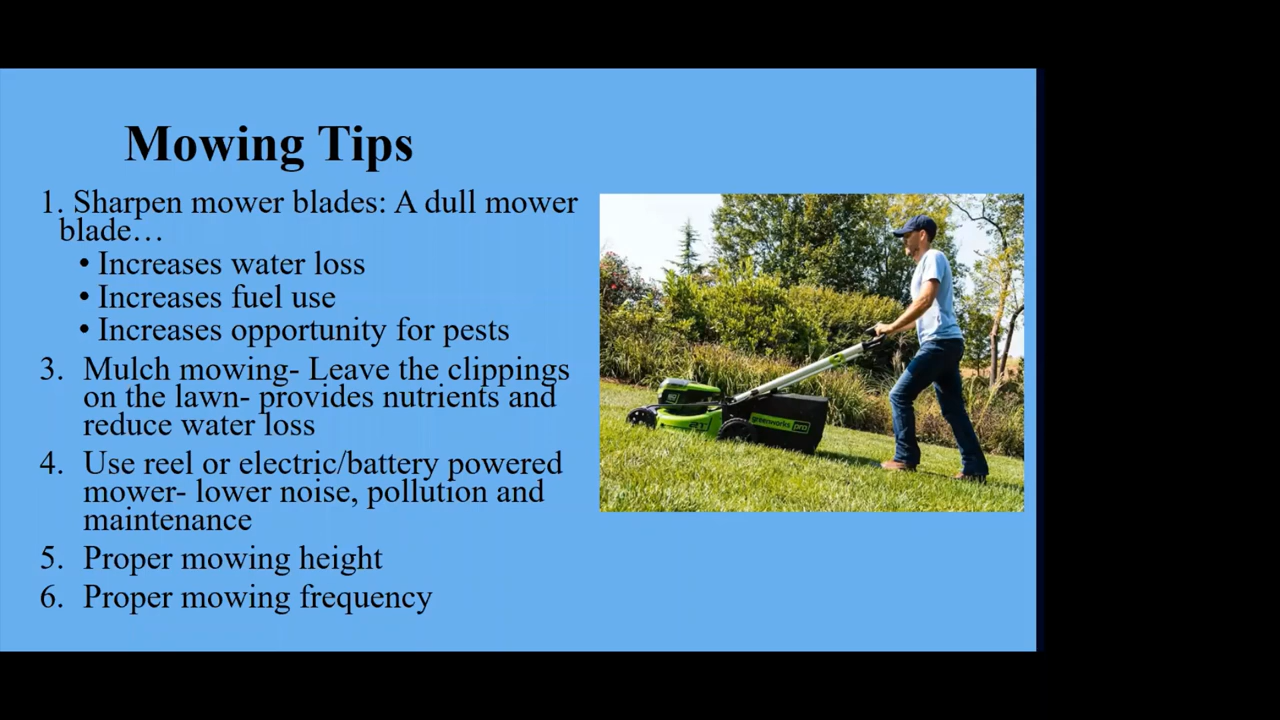 Mowing Tips
1. Sharpen mower blades: A dull mower
blade…
• Increases water loss
• Increases fuel use
• Increases opportunity for pests
3. Mulch mowing- Leave the clippings
on the lawn- provides nutrients and
reduce water loss
4. Use reel or electric/battery powered
mower- lower noise, pollution and
maintenance
5. Proper mowing height
6. Proper mowing frequency
greenworks pro